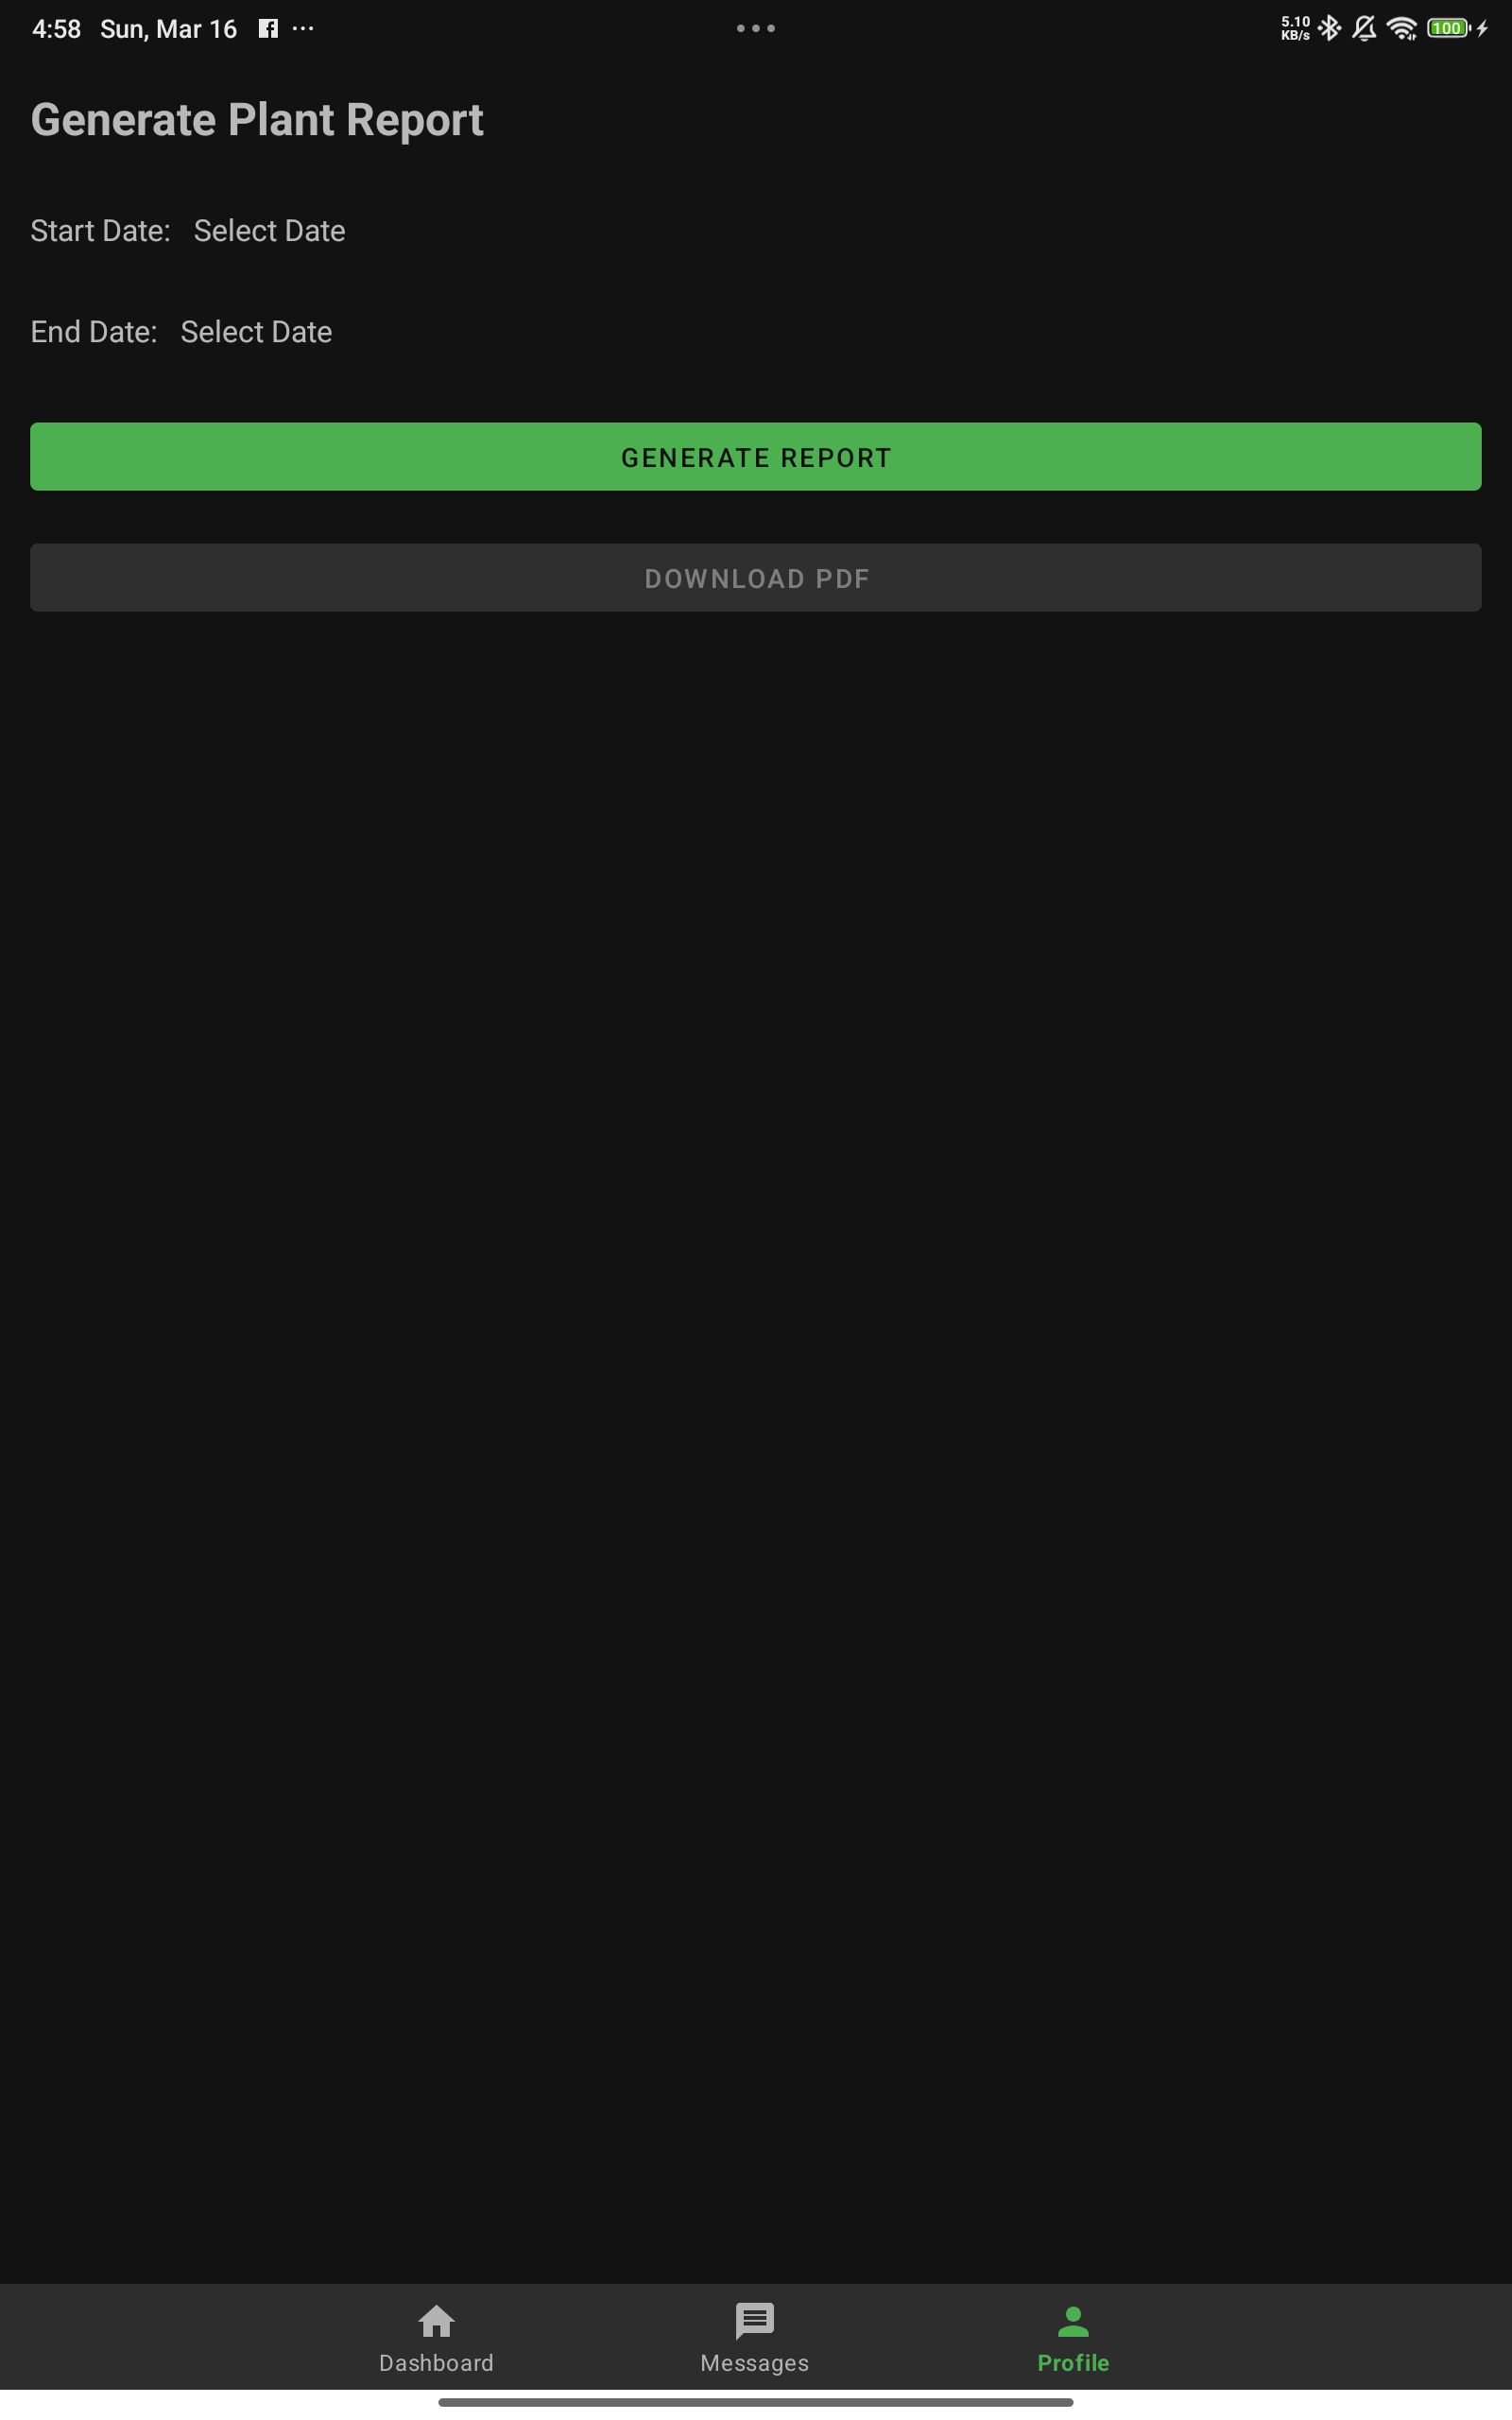 4:58 Sun, Mar 16 ...
5.10
KB/s
100
Generate Plant Report
Start Date: Select Date
End Date: Select Date
GENERATE REPORT
DOWNLOAD PDF
Dashboard
Messages
Profile